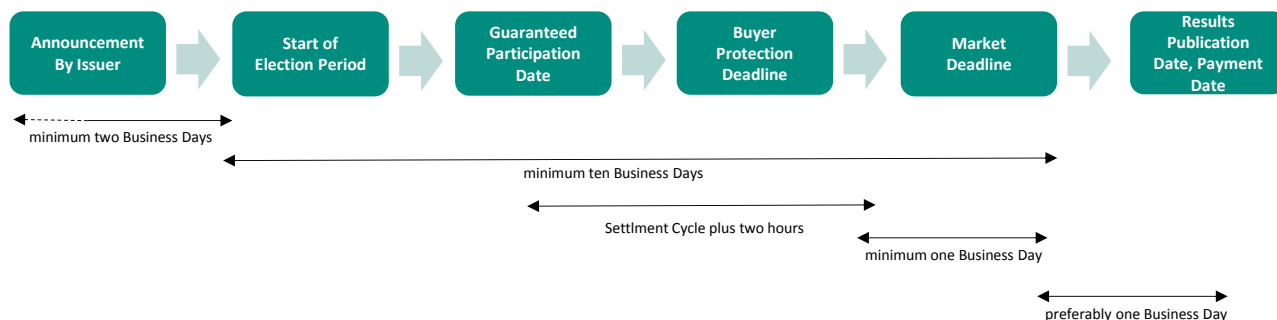 Announcement
By Issuer
Start of
Election Period
Guaranteed
Participation
Date
Buyer
Protection
Deadline
Market
Deadline
Results
Publication
Date, Payment
Date
minimum two Business Days
minimum ten Business Days
Settlment Cycle plus two hours
minimum one Business Day
preferably one Business Day